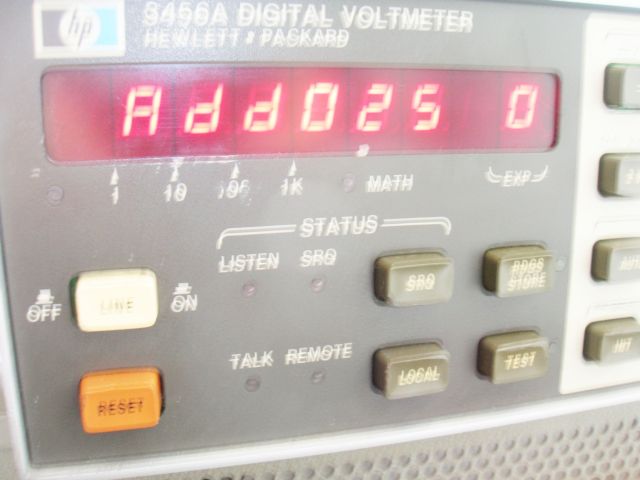 hp
3456A DIGITAL VOLTMETER
HEWLETT • PACKARD
Add025 0
1 10 100 1K MATH EXP
STATUS
LISTEN SRQ
OFF LINE ON SRQ RDGS STORE
TALK REMOTE
RESET LOCAL TEST